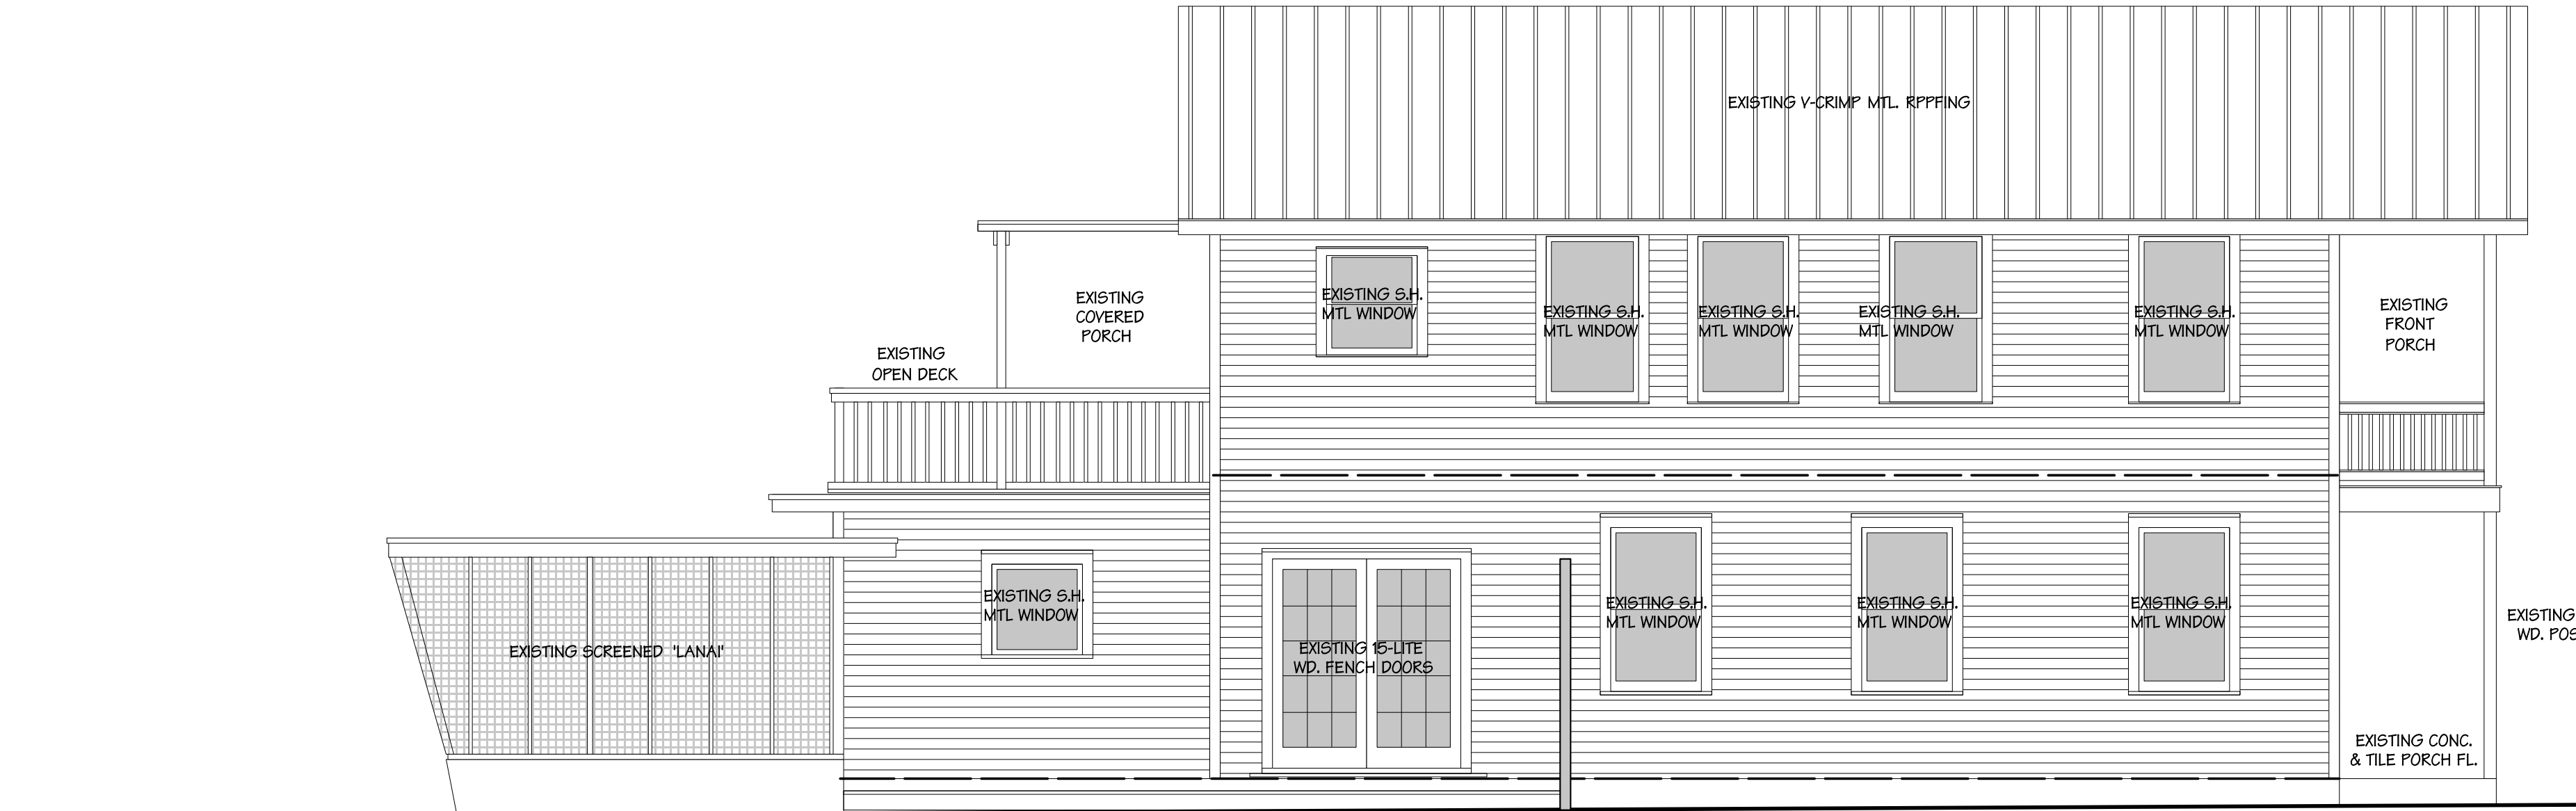 EXISTING V-CRIMP MTL. RPPFING
EXISTING
COVERED
PORCH
EXISTING
OPEN DECK
EXISTING S.H.
MTL WINDOW
EXISTING S.H.
MTL WINDOW
EXISTING S.H.
MTL WINDOW
EXISTING S.H.
MTL WINDOW
EXISTING S.H.
MTL WINDOW
EXISTING
FRONT
PORCH
EXISTING SCREENED 'LANAI'
EXISTING S.H.
MTL WINDOW
EXISTING 15-LITE
WD. FENCH DOORS
EXISTING S.H.
MTL WINDOW
EXISTING S.H.
MTL WINDOW
EXISTING S.H.
MTL WINDOW
EXISTING
WD. POS
EXISTING CONC.
& TILE PORCH FL.